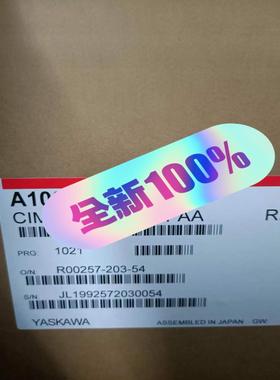 全新100%
A10
CIM AA R
PRG: 1021
O/N: R00257-203-54
S/N: JL1992572030054
YASKAWA ASSEMBLED IN JAPAN GW: